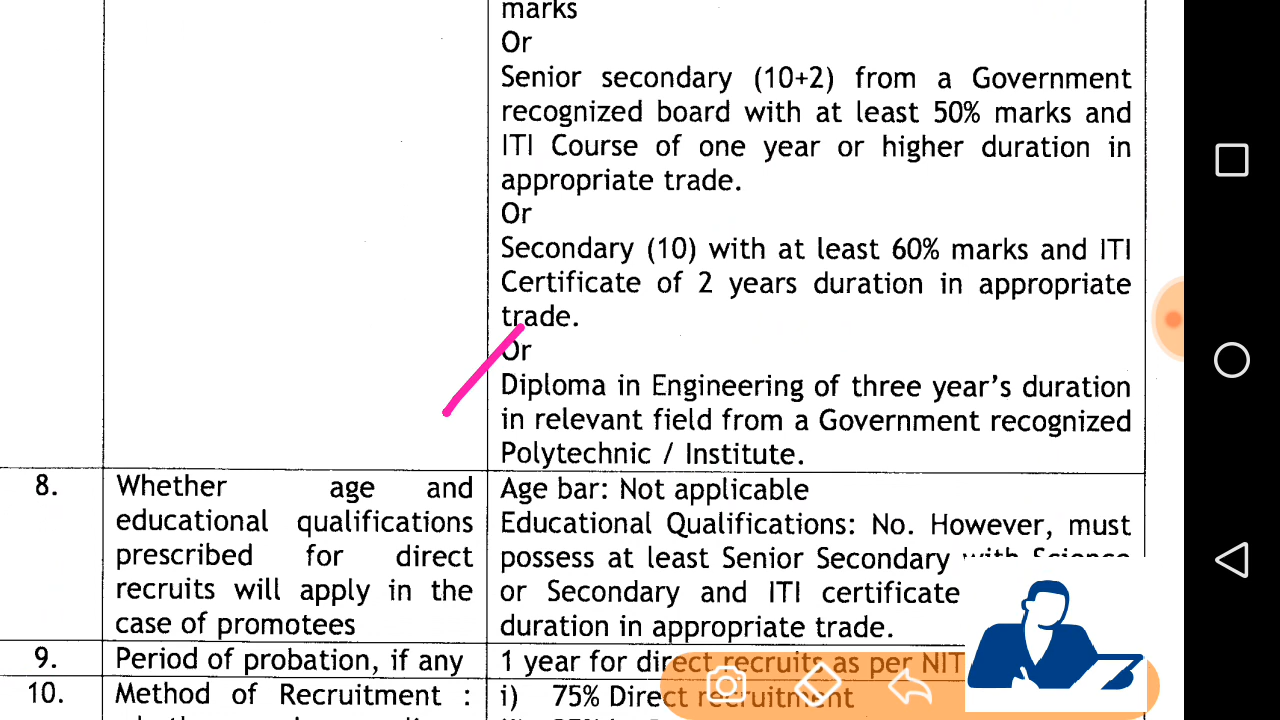 marks
Or
Senior secondary (10+2) from a Government
recognized board with at least 50% marks and
ITI Course of one year or higher duration in
appropriate trade.
Or
Secondary (10) with at least 60% marks and ITI
Certificate of 2 years duration in appropriate
trade.
Or
Diploma in Engineering of three year's duration
in relevant field from a Government recognized
Polytechnic / Institute.
8.
Whether age and
educational qualifications
prescribed for direct
recruits will apply in the
case of promotees
Age bar: Not applicable
Educational Qualifications: No. However, must
possess at least Senior Secondary with Science
or Secondary and ITI certificate
duration in appropriate trade.
9.
Period of probation, if any
1 year for direct recruits as per NIT
10.
Method of Recruitment :
i) 75% Direct recruitment